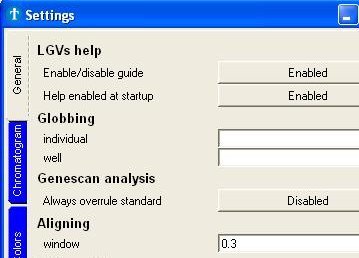 Settings
General
Chromatogram
olors
LGVs help
Enable/disable guide Enabled
Help enabled at startup Enabled
Globbing
individual
well
Genescan analysis
Always overrule standard Disabled
Aligning
window 0.3